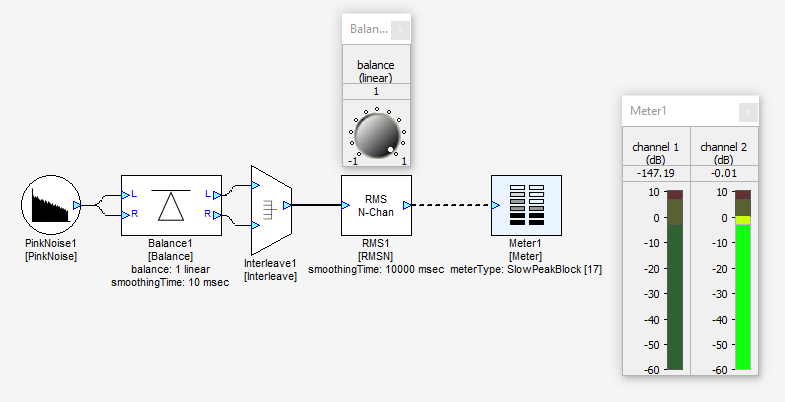 Balan... x
balance
(linear)
1
-1 1
Meter1 x
channel 1 channel 2
(dB) (dB)
-147.19 -0.01
10 10
0 0
-10 -10
-20 -20
-30 -30
-40 -40
-50 -50
-60 -60
L L
R R
RMS
N-Chan
PinkNoise1
[PinkNoise]
Balance1
[Balance]
balance: 1 linear
smoothingTime: 10 msec
Interleave1
[Interleave]
RMS1
[RMSN]
smoothingTime: 10000 msec
Meter1
[Meter]
meterType: SlowPeakBlock [17]